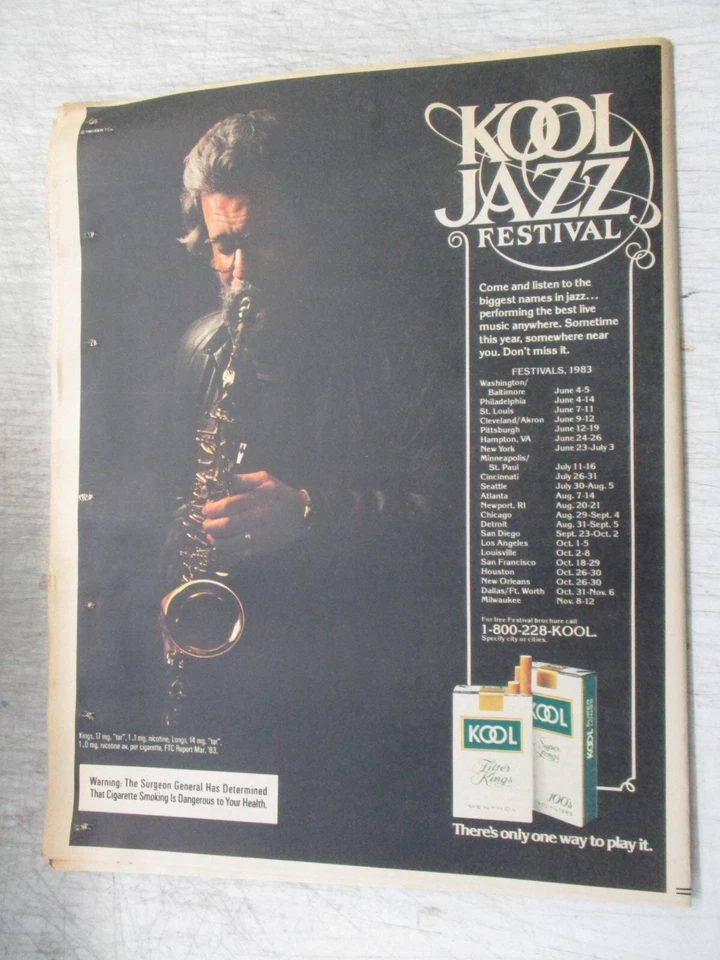 KOOL
JAZZ
FESTIVAL
Come and listen to the
biggest names in jazz...
performing the best live
music anywhere. Sometime
this year, somewhere near
you. Don't miss it.
FESTIVALS, 1983
Washington/
Baltimore June 4-5
Philadelphia June 4-14
St. Louis June 7-11
Cleveland/Akron June 9-12
Pittsburgh June 12-19
Hampton, VA June 24-26
New York June 23-July 3
Minneapolis/
St. Paul July 11-16
Cincinnati July 26-31
Seattle July 30-Aug. 5
Atlanta Aug. 7-14
Newport, RI Aug. 20-21
Chicago Aug. 29-Sept. 4
Detroit Aug. 31-Sept. 5
San Diego Sept. 23-Oct. 2
Los Angeles Oct. 1-5
Louisville Oct. 2-8
San Francisco Oct. 18-29
Houston Oct. 26-30
New Orleans Oct. 26-30
Dallas/Ft. Worth Oct. 31-Nov. 6
Milwaukee Nov. 8-12
For free Festival brochure call
1-800-228-KOOL.
Specify city or cities.
KOOL
Filter
Kings
MENTHOL
KOOL
Super
Longs
100's
KOOL
Kings, 17 mg. "tar", 1.1 mg. nicotine; Longs, 14 mg. "tar",
1.0 mg. nicotine av. per cigarette, FTC Report Mar. '83.
Warning: The Surgeon General Has Determined
That Cigarette Smoking Is Dangerous to Your Health.
There's only one way to play it.